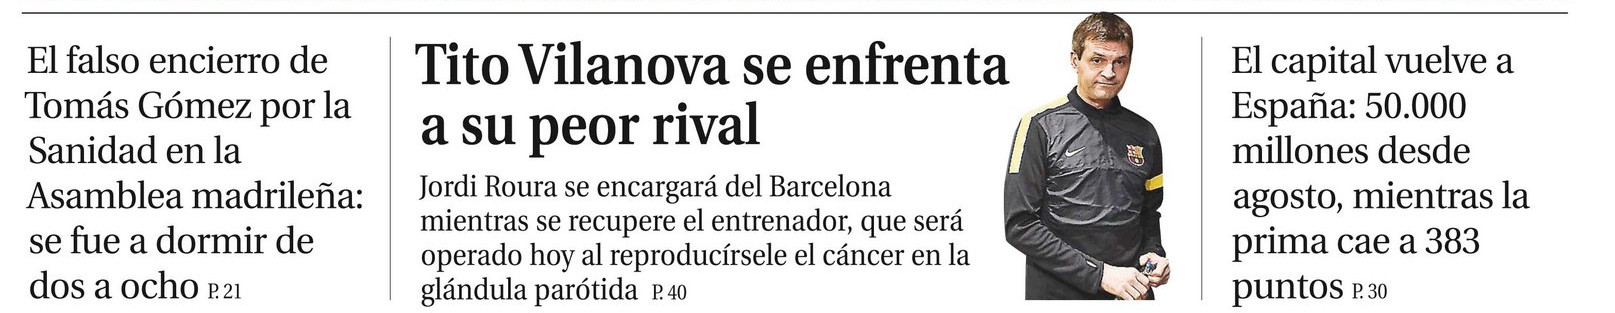 El falso encierro de
Tomás Gómez por la
Sanidad en la
Asamblea madrileña:
se fue a dormir de
dos a ocho P. 21
Tito Vilanova se enfrenta
a su peor rival
Jordi Roura se encargará del Barcelona
mientras se recupere el entrenador, que será
operado hoy al reproducírsele el cáncer en la
glándula parótida P. 40
El capital vuelve a
España: 50.000
millones desde
agosto, mientras la
prima cae a 383
puntos P. 30